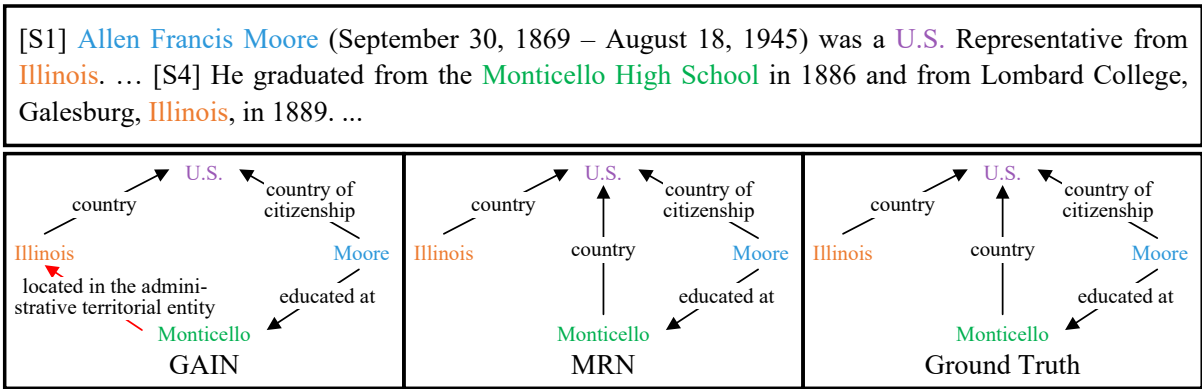 [S1] Allen Francis Moore (September 30, 1869 – August 18, 1945) was a U.S. Representative from
Illinois. … [S4] He graduated from the Monticello High School in 1886 and from Lombard College,
Galesburg, Illinois, in 1889. ...
U.S.
country
country of
citizenship
Illinois
Moore
located in the admini-
strative territorial entity
educated at
Monticello
GAIN
U.S.
country
country of
citizenship
Illinois
country
Moore
educated at
Monticello
MRN
U.S.
country
country of
citizenship
Illinois
country
Moore
educated at
Monticello
Ground Truth